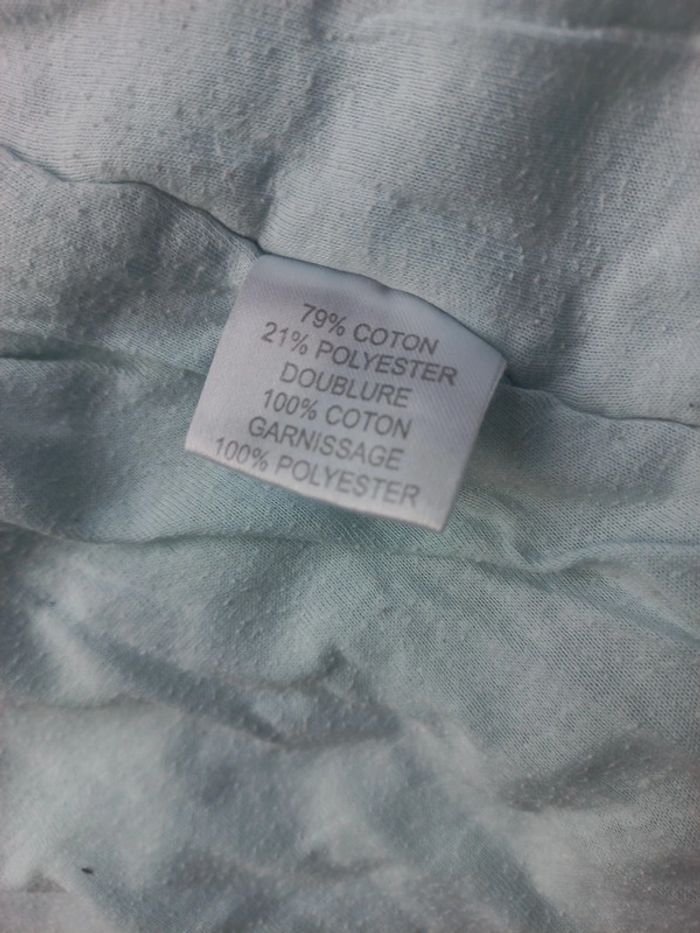 79% COTON
21% POLYESTER
DOUBLURE
100% COTON
GARNISSAGE
100% POLYESTER